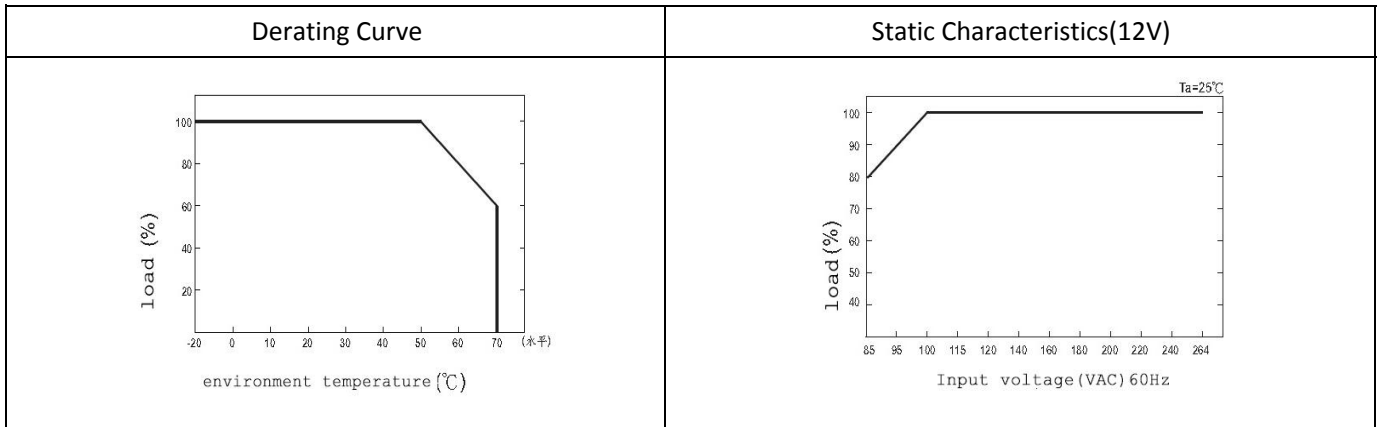 Derating Curve
Static Characteristics(12V)
100
80
60
40
20
load (%)
-20 0 10 20 30 40 50 60 70 (水平)
environment temperature(℃)
Ta=25℃
100
90
80
70
60
50
40
load(%)
85 95 100 115 120 140 160 180 200 220 240 264
Input voltage(VAC)60Hz